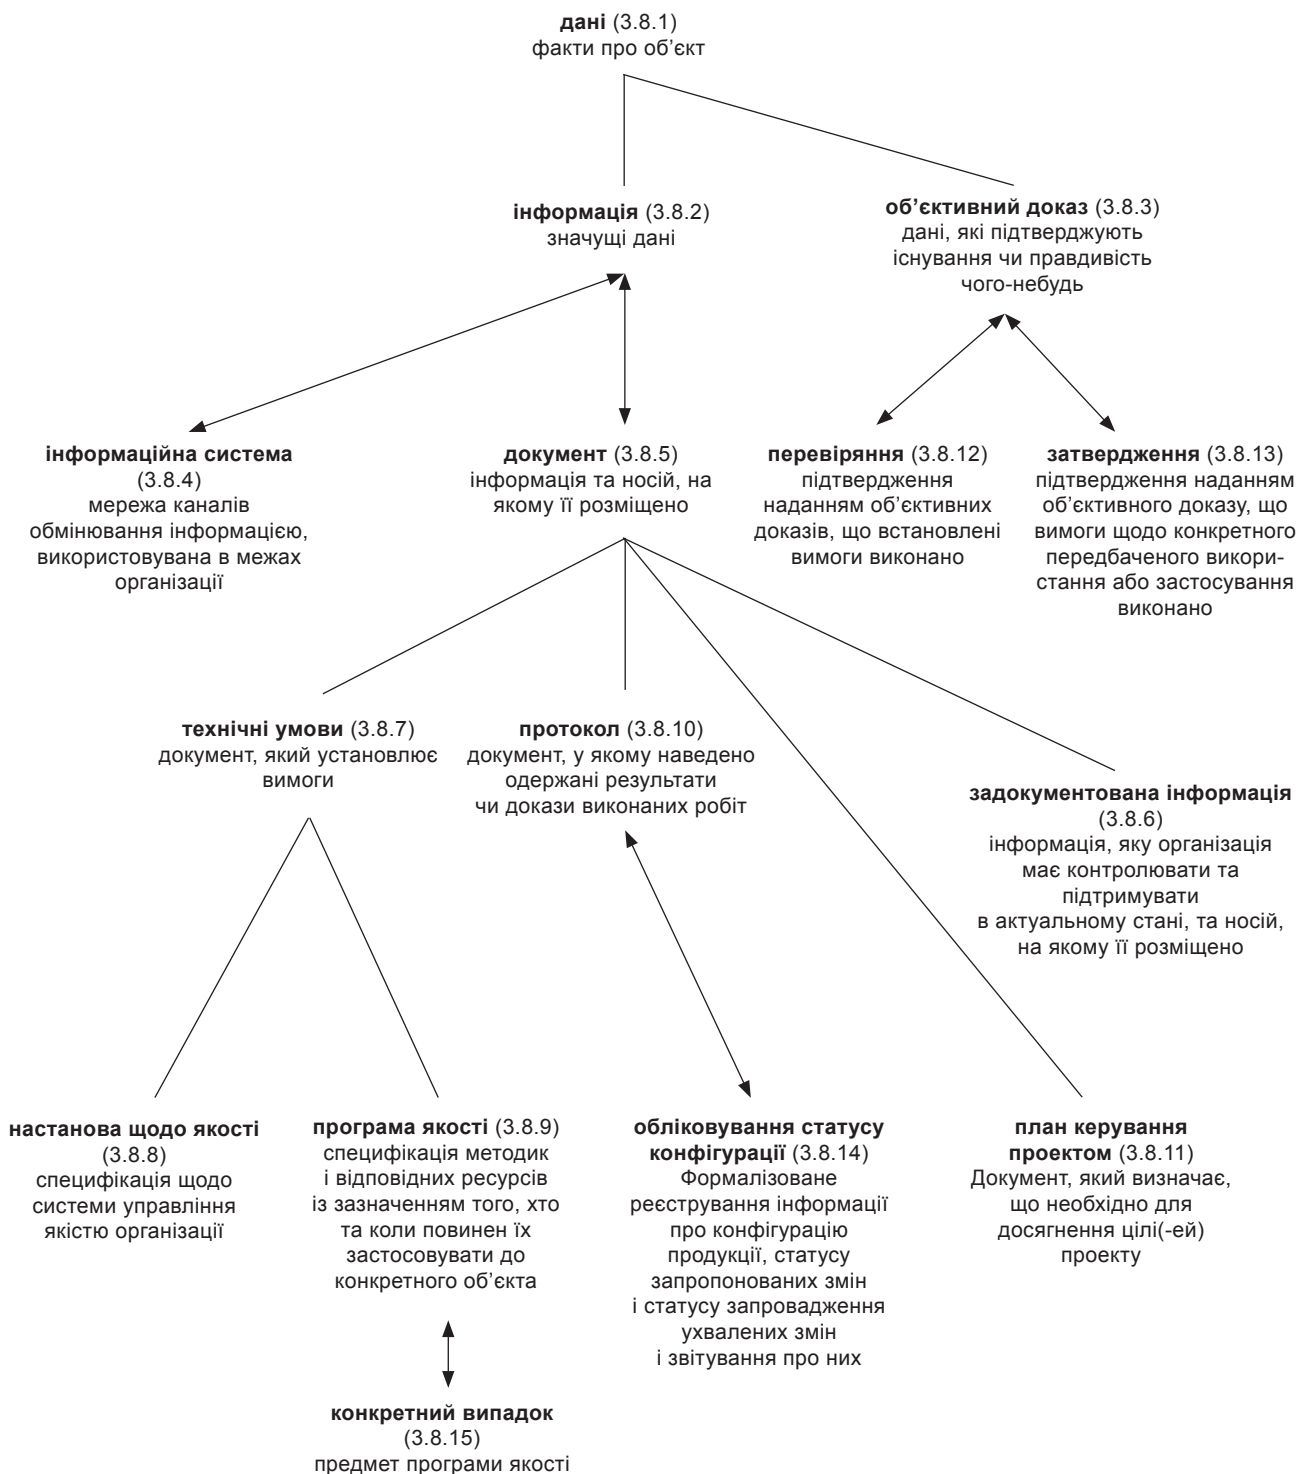 дані (3.8.1)
факти про об’єкт
інформація (3.8.2)
значущі дані
об’єктивний доказ (3.8.3)
дані, які підтверджують
існування чи правдивість
чого-небудь
інформаційна система
(3.8.4)
мережа каналів
обмінювання інформацією,
використовувана в межах
організації
документ (3.8.5)
інформація та носій, на
якому її розміщено
перевіряння (3.8.12)
підтвердження
наданням об’єктивних
доказів, що встановлені
вимоги виконано
затвердження (3.8.13)
підтвердження наданням
об’єктивного доказу, що
вимоги щодо конкретного
передбаченого викори-
стання або застосування
виконано
технічні умови (3.8.7)
документ, який установлює
вимоги
протокол (3.8.10)
документ, у якому наведено
одержані результати
чи докази виконаних робіт
задокументована інформація
(3.8.6)
інформація, яку організація
має контролювати та
підтримувати
в актуальному стані, та носій,
на якому її розміщено
настанова щодо якості
(3.8.8)
специфікація щодо
системи управління
якістю організації
програма якості (3.8.9)
специфікація методик
і відповідних ресурсів
із зазначенням того, хто
та коли повинен їх
застосовувати до
конкретного об’єкта
обліковування статусу
конфігурації (3.8.14)
Формалізоване
реєстрування інформації
про конфігурацію
продукції, статусу
запропонованих змін
і статусу запровадження
ухвалених змін
і звітування про них
план керування
проектом (3.8.11)
Документ, який визначає,
що необхідно для
досягнення цілі(-ей)
проекту
конкретний випадок
(3.8.15)
предмет програми якості